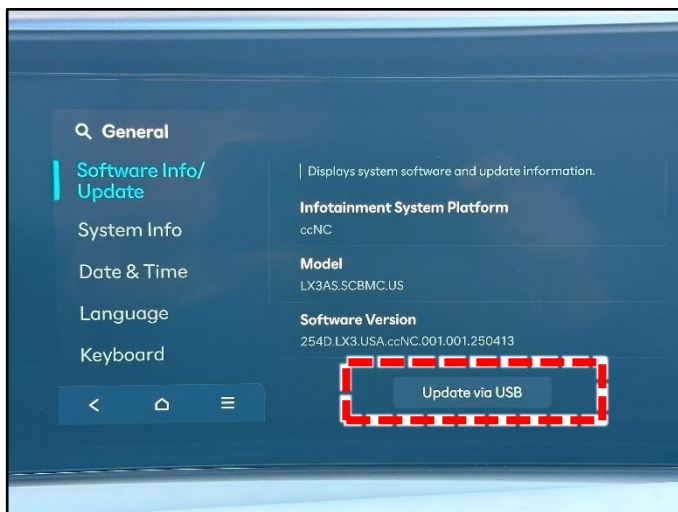 General
Software Info/
Update
System Info
Date & Time
Language
Keyboard
Displays system software and update information.
Infotainment System Platform
ccNC
Model
LX3AS.SCBMC.US
Software Version
254D.LX3.USA.ccNC.001.001.250413
Update via USB